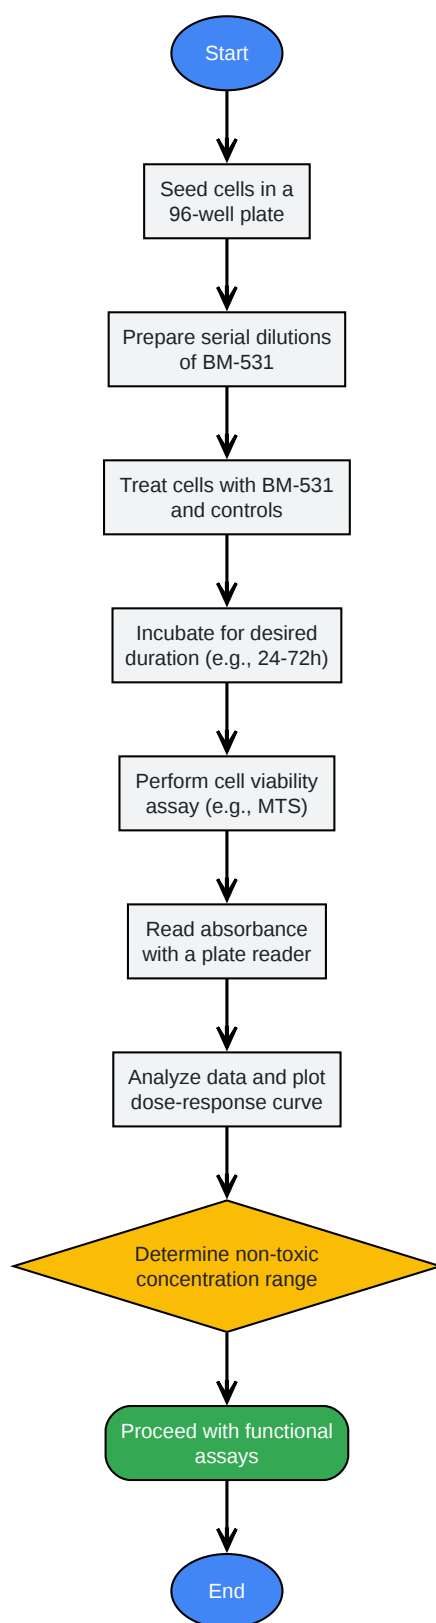 Start
Seed cells in a
96-well plate
Prepare serial dilutions
of BM-531
Treat cells with BM-531
and controls
Incubate for desired
duration (e.g., 24-72h)
Perform cell viability
assay (e.g., MTS)
Read absorbance
with a plate reader
Analyze data and plot
dose-response curve
Determine non-toxic
concentration range
Proceed with functional
assays
End